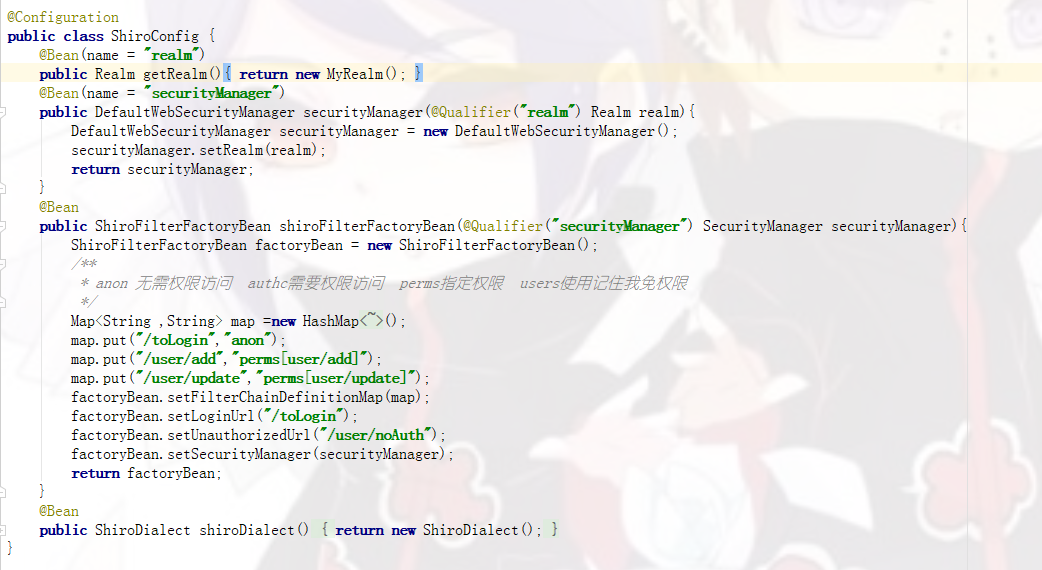 @Configuration
public class ShiroConfig {
@Bean(name = "realm")
public Realm getRealm(){ return new MyRealm(); }
@Bean(name = "securityManager")
public DefaultWebSecurityManager securityManager(@Qualifier("realm") Realm realm){
DefaultWebSecurityManager securityManager = new DefaultWebSecurityManager();
securityManager.setRealm(realm);
return securityManager;
}
@Bean
public ShiroFilterFactoryBean shiroFilterFactoryBean(@Qualifier("securityManager") SecurityManager securityManager){
ShiroFilterFactoryBean factoryBean = new ShiroFilterFactoryBean();
/**
* anon 无需权限访问  authc需要权限访问  perms指定权限  users使用记住我免权限
*/
Map<String ,String> map =new HashMap<~>();
map.put("/toLogin","anon");
map.put("/user/add","perms[user/add]");
map.put("/user/update","perms[user/update]");
factoryBean.setFilterChainDefinitionMap(map);
factoryBean.setLoginUrl("/toLogin");
factoryBean.setUnauthorizedUrl("/user/noAuth");
factoryBean.setSecurityManager(securityManager);
return factoryBean;
}
@Bean
public ShiroDialect shiroDialect() { return new ShiroDialect(); }
}